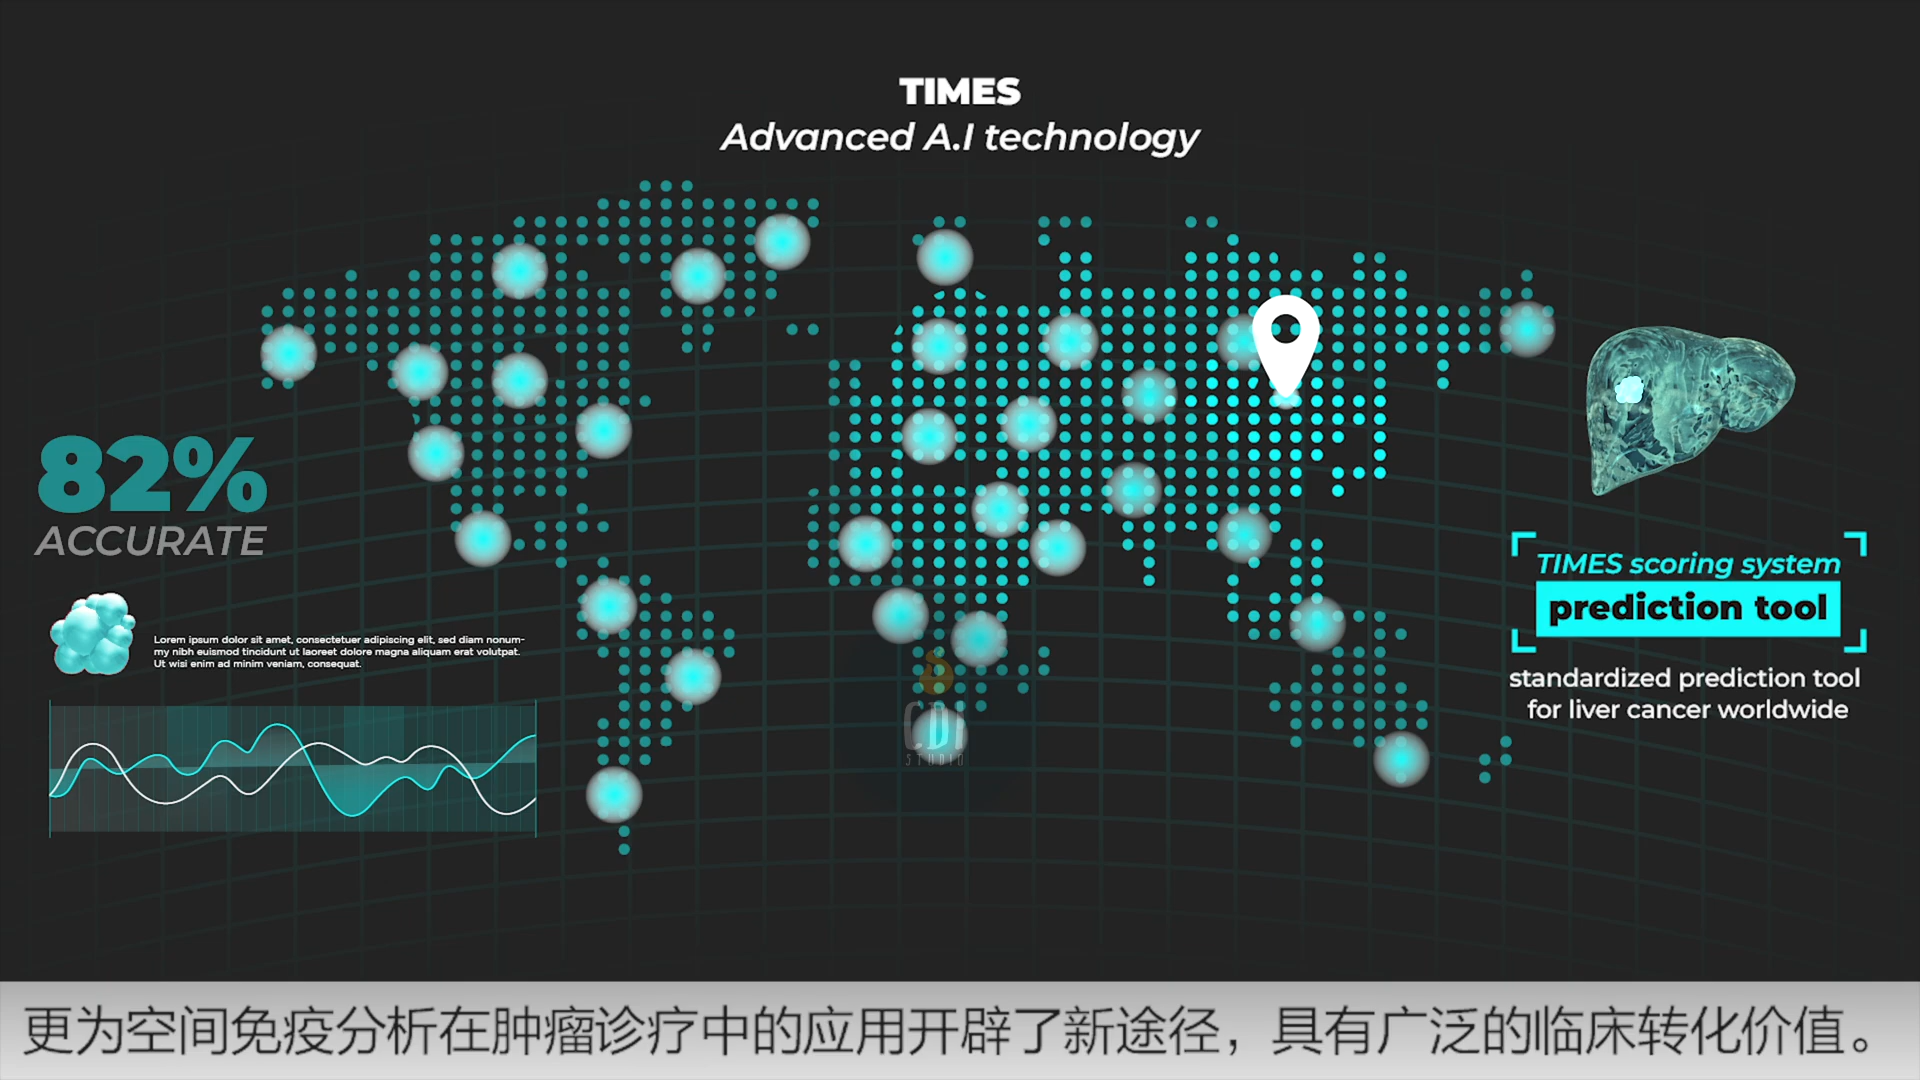 TIMES
Advanced A.I technology
82%
ACCURATE
Lorem ipsum dolor sit amet, consectetuer adipiscing elit, sed diam nonum-
my nibh euismod tincidunt ut laoreet dolore magna aliquam erat volutpat.
Ut wisi enim ad minim veniam, consequat.
TIMES scoring system
prediction tool
standardized prediction tool
for liver cancer worldwide
CDI
STUDIO
更为空间免疫分析在肿瘤诊疗中的应用开辟了新途径，具有广泛的临床转化价值。